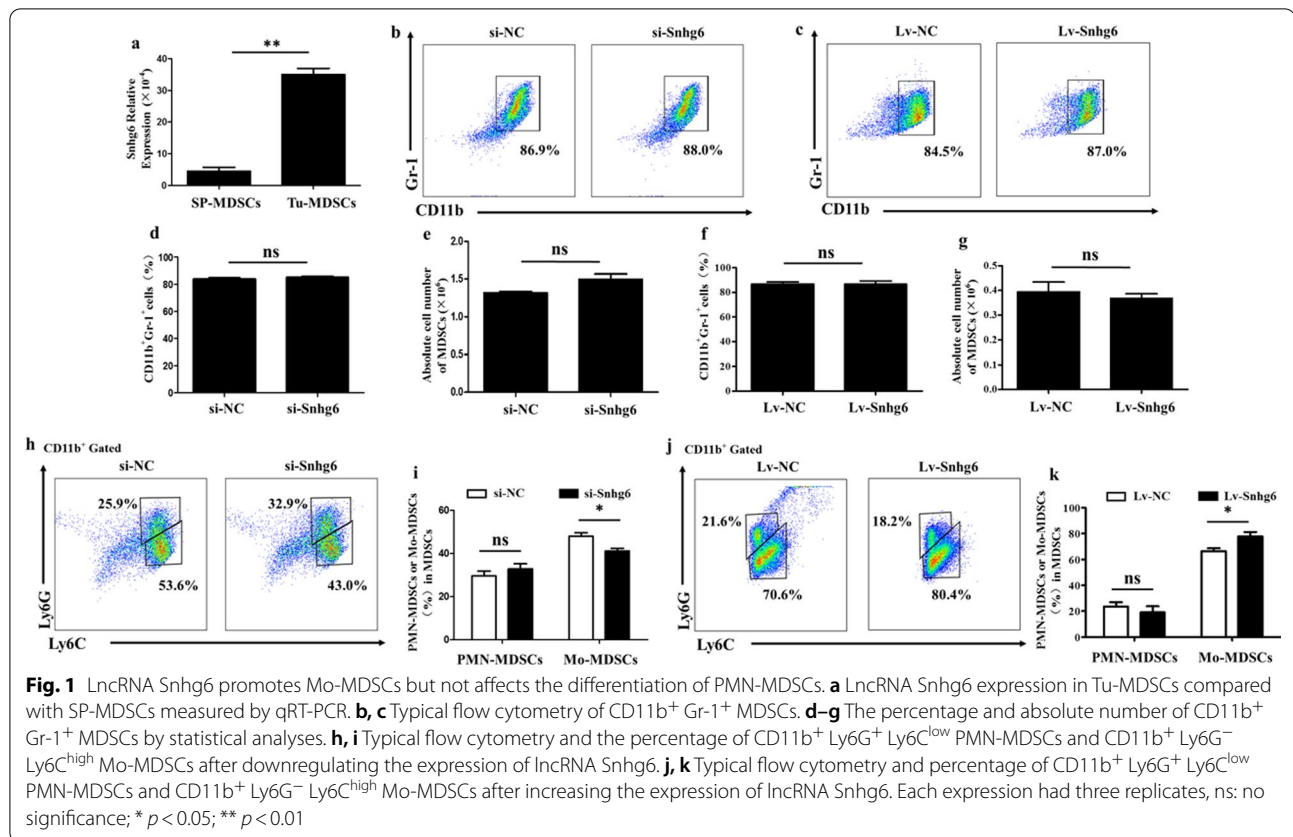 a
**
Snhg6 Relative
Expression (×10⁻⁴)
40
30
20
10
0
SP-MDSCs Tu-MDSCs
b
si-NC si-Snhg6
86.9% 88.0%
Gr-1
CD11b
c
Lv-NC Lv-Snhg6
84.5% 87.0%
Gr-1
CD11b
d
ns
CD11b⁺Gr-1⁺cells (%)
100
80
60
40
20
0
si-NC si-Snhg6
e
ns
Absolute cell number
of MDSCs (×10⁶)
2.0
1.5
1.0
0.5
0.0
si-NC si-Snhg6
f
ns
CD11b⁺Gr-1⁺cells (%)
100
80
60
40
20
0
Lv-NC Lv-Snhg6
g
ns
Absolute cell number
of MDSCs (×10⁶)
0.5
0.4
0.3
0.2
0.1
0.0
Lv-NC Lv-Snhg6
h CD11b⁺ Gated
si-NC si-Snhg6
25.9% 32.9%
53.6% 43.0%
Ly6G
Ly6C
i
si-NC si-Snhg6
ns *
PMN-MDSCs or Mo-MDSCs
(%) in MDSCs
60
40
20
0
PMN-MDSCs Mo-MDSCs
j CD11b⁺ Gated
Lv-NC Lv-Snhg6
21.6% 18.2%
70.6% 80.4%
Ly6G
Ly6C
k
Lv-NC Lv-Snhg6
ns *
PMN-MDSCs or Mo-MDSCs
(%) in MDSCs
100
80
60
40
20
0
PMN-MDSCs Mo-MDSCs
Fig. 1 LncRNA Snhg6 promotes Mo-MDSCs but not affects the differentiation of PMN-MDSCs. a LncRNA Snhg6 expression in Tu-MDSCs compared
with SP-MDSCs measured by qRT-PCR. b, c Typical flow cytometry of CD11b⁺ Gr-1⁺ MDSCs. d–g The percentage and absolute number of CD11b⁺
Gr-1⁺ MDSCs by statistical analyses. h, i Typical flow cytometry and the percentage of CD11b⁺ Ly6G⁺ Ly6C^low PMN-MDSCs and CD11b⁺ Ly6G⁻
Ly6C^high Mo-MDSCs after downregulating the expression of lncRNA Snhg6. j, k Typical flow cytometry and percentage of CD11b⁺ Ly6G⁺ Ly6C^low
PMN-MDSCs and CD11b⁺ Ly6G⁻ Ly6C^high Mo-MDSCs after increasing the expression of lncRNA Snhg6. Each expression had three replicates, ns: no
significance; * p < 0.05; ** p < 0.01